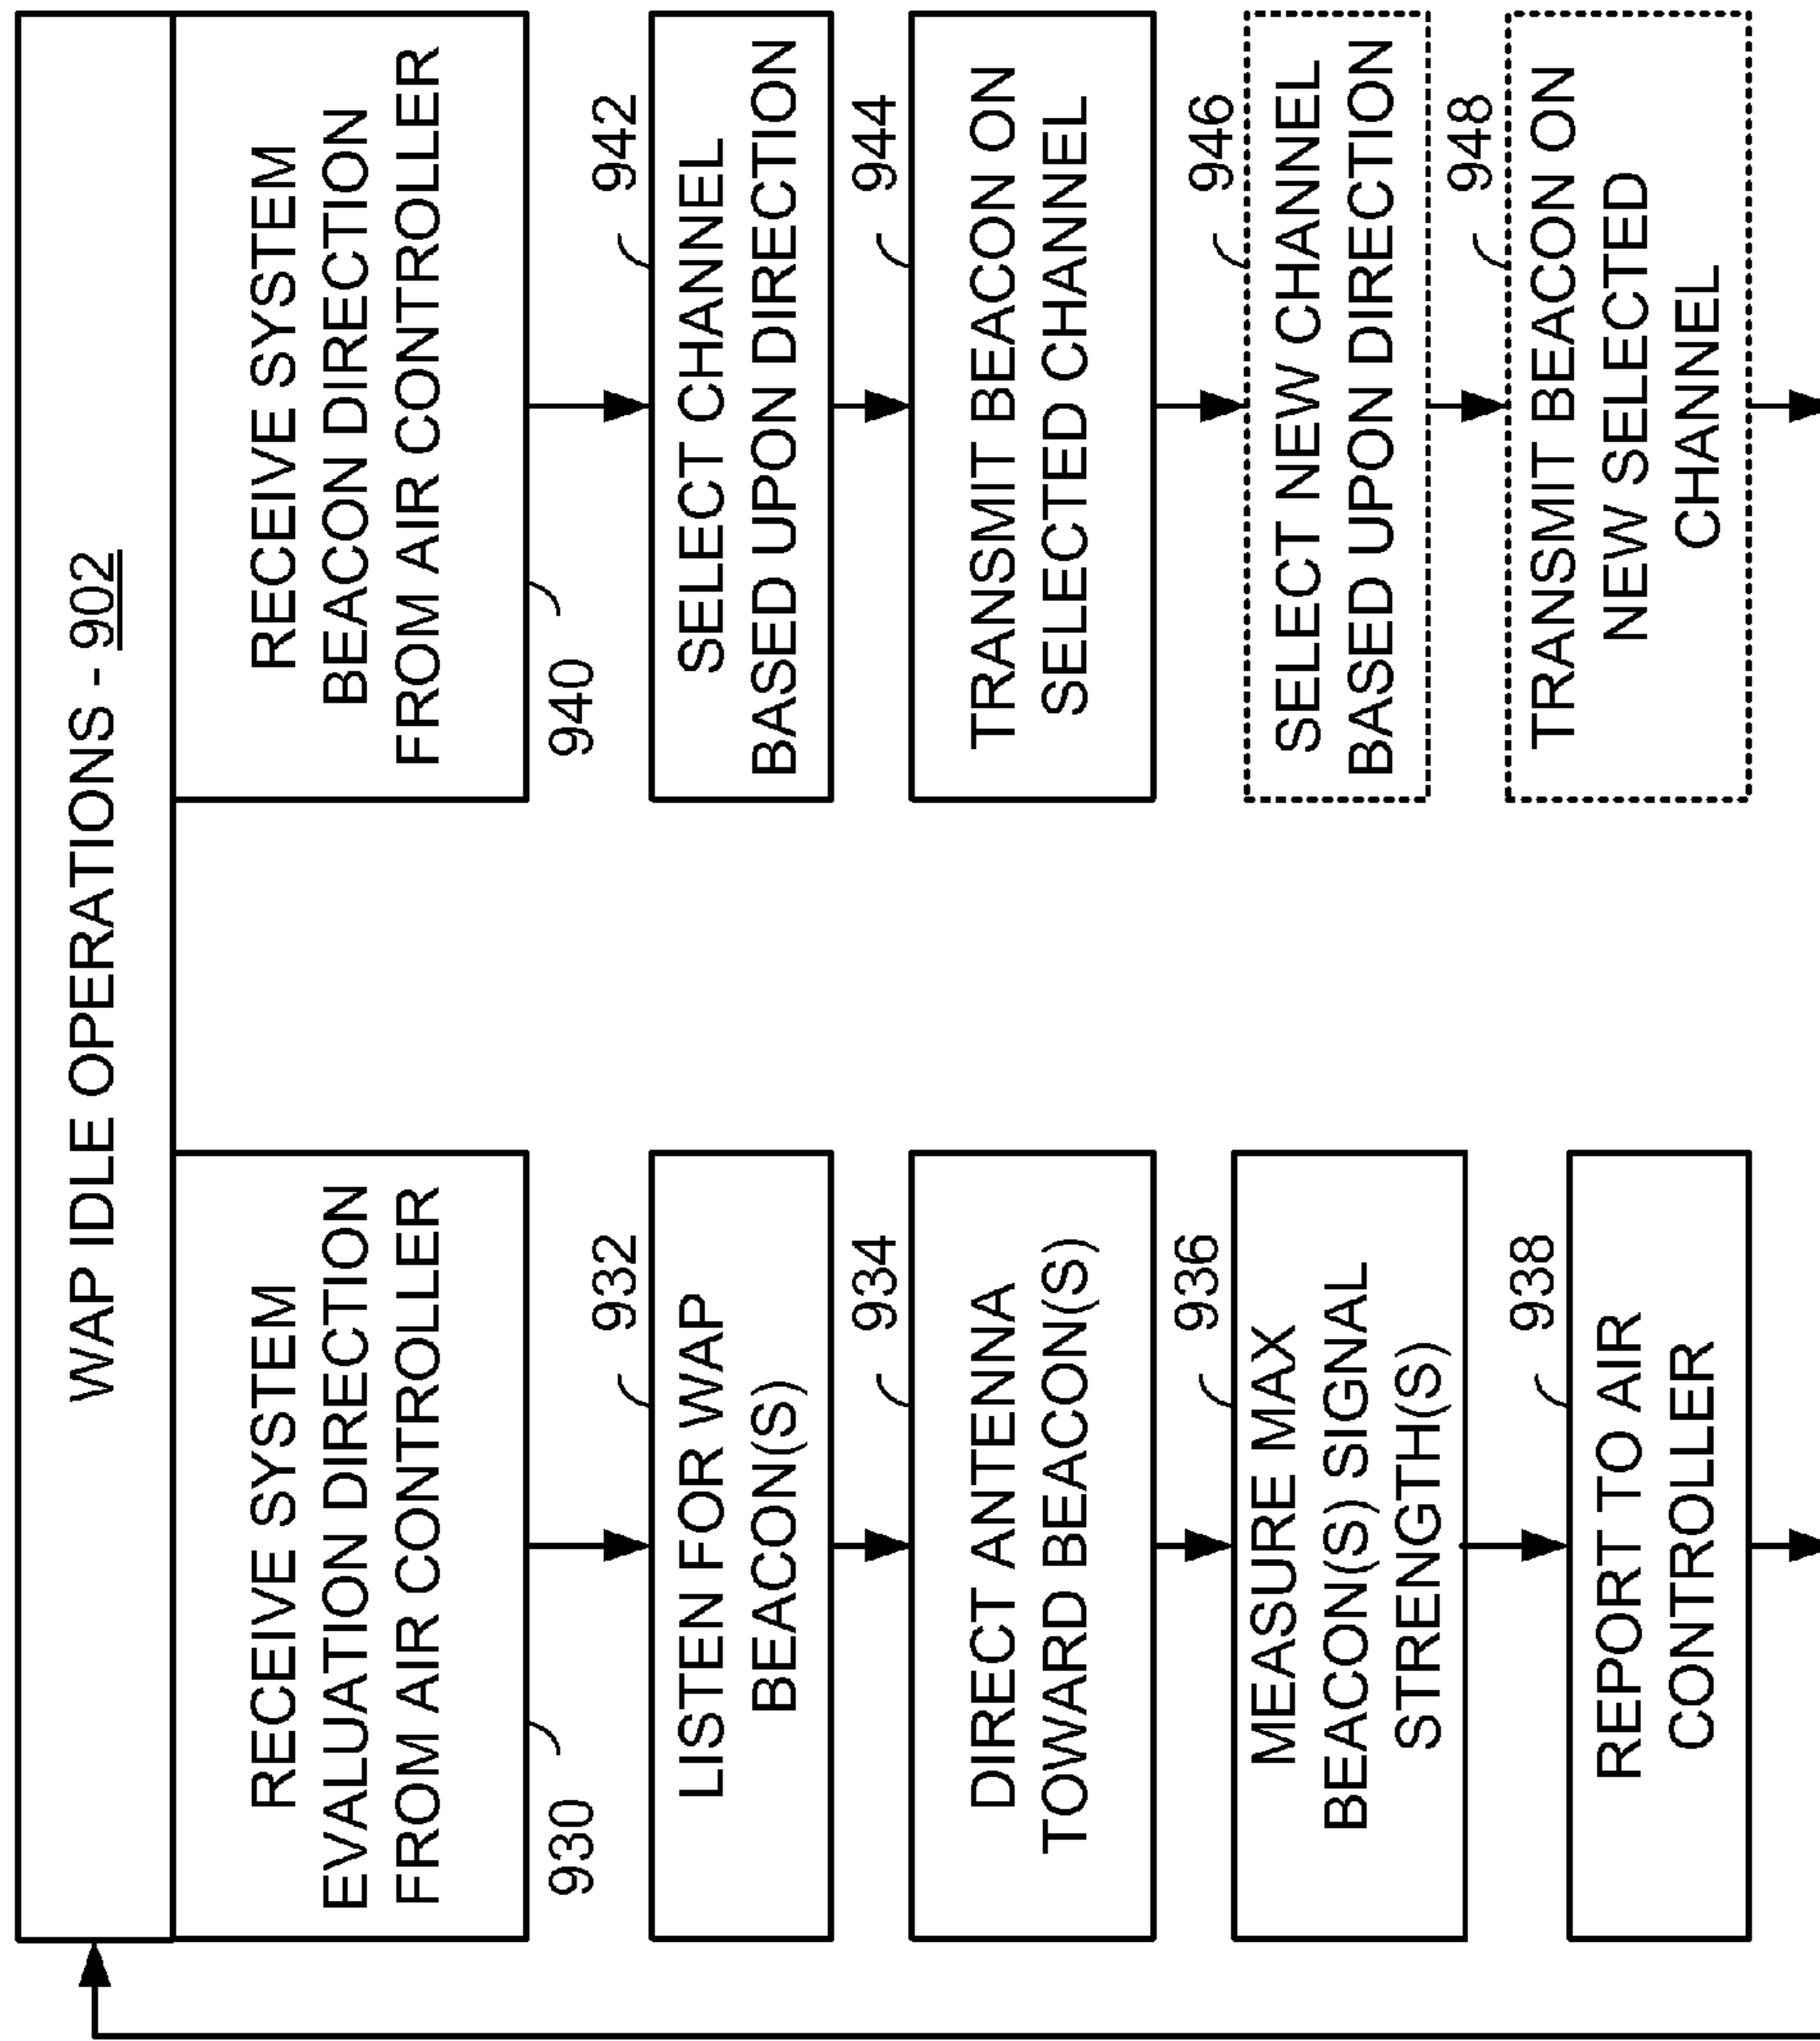 WAP IDLE OPERATIONS - 902
RECEIVE SYSTEM
EVALUATION DIRECTION
FROM AIR CONTROLLER
930
LISTEN FOR WAP
BEACON(S)
932
DIRECT ANTENNA
TOWARD BEACON(S)
934
MEASURE MAX
BEACON(S) SIGNAL
STRENGTH(S)
936
REPORT TO AIR
CONTROLLER
938
RECEIVE SYSTEM
BEACON DIRECTION
FROM AIR CONTROLLER
940
SELECT CHANNEL
BASED UPON DIRECTION
942
TRANSMIT BEACON ON
SELECTED CHANNEL
944
SELECT NEW CHANNEL
BASED UPON DIRECTION
946
TRANSMIT BEACON ON
NEW SELECTED
CHANNEL
948